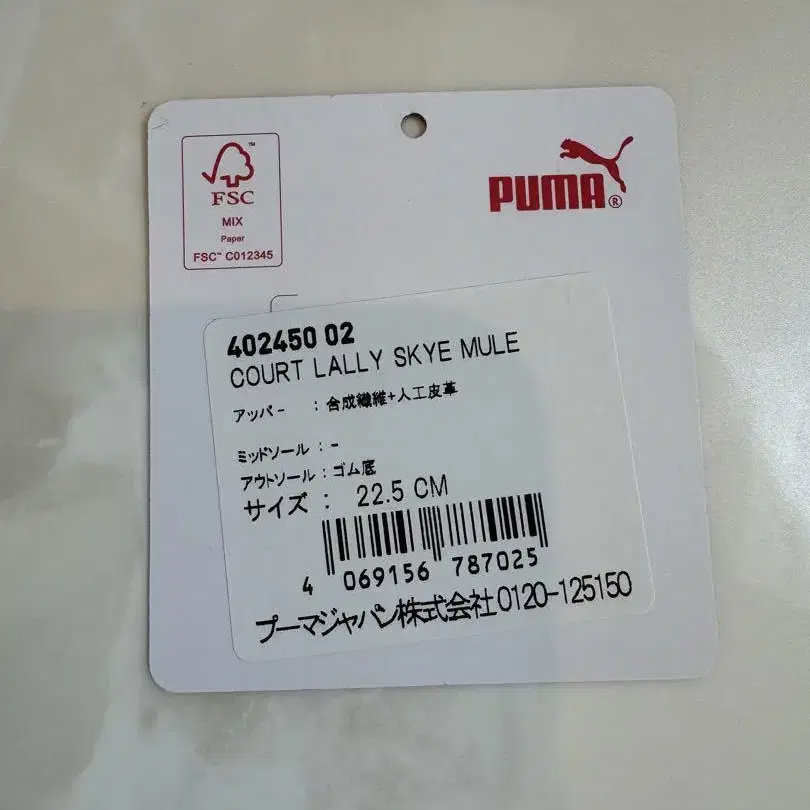 FSC™
MIX
Paper
FSC™ C012345
PUMA®
402450 02
COURT LALLY SKYE MULE
アッパー : 合成繊維+人工皮革
ミッドソール : -
アウトソール : ゴム底
サイズ : 22.5 CM
4 069156 787025
プーマジャパン株式会社0120-125150